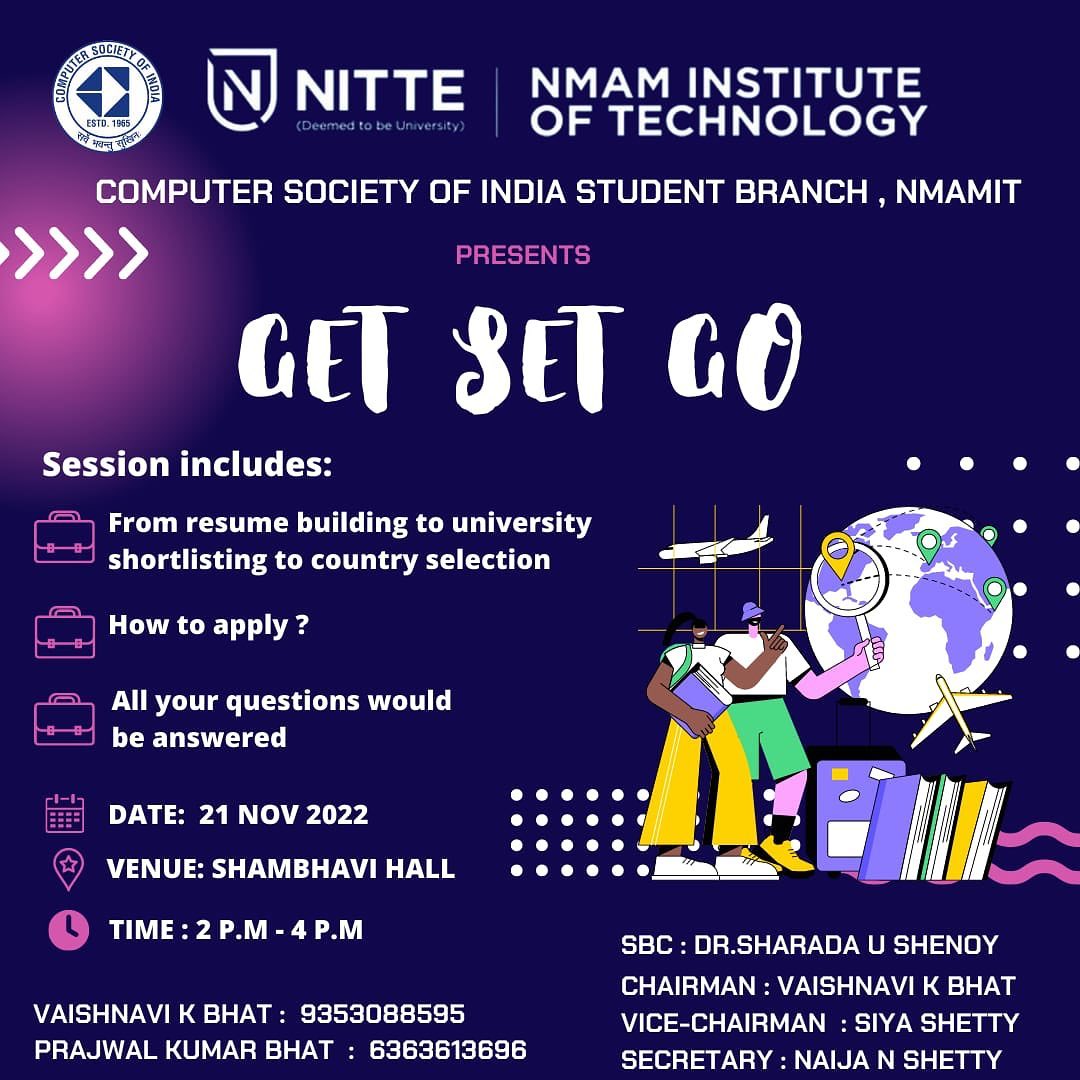 COMPUTER SOCIETY OF INDIA
ESTD. 1965
सर्वे भवन्तु सुखिनः
N NITTE
(Deemed to be University)
NMAM INSTITUTE
OF TECHNOLOGY
COMPUTER SOCIETY OF INDIA STUDENT BRANCH , NMAMIT
PRESENTS
GET SET GO
Session includes:
From resume building to university
shortlisting to country selection
How to apply ?
All your questions would
be answered
DATE: 21 NOV 2022
VENUE: SHAMBHAVI HALL
TIME : 2 P.M - 4 P.M
VAISHNAVI K BHAT : 9353088595
PRAJWAL KUMAR BHAT : 6363613696
SBC : DR.SHARADA U SHENOY
CHAIRMAN : VAISHNAVI K BHAT
VICE-CHAIRMAN : SIYA SHETTY
SECRETARY : NAIJA N SHETTY